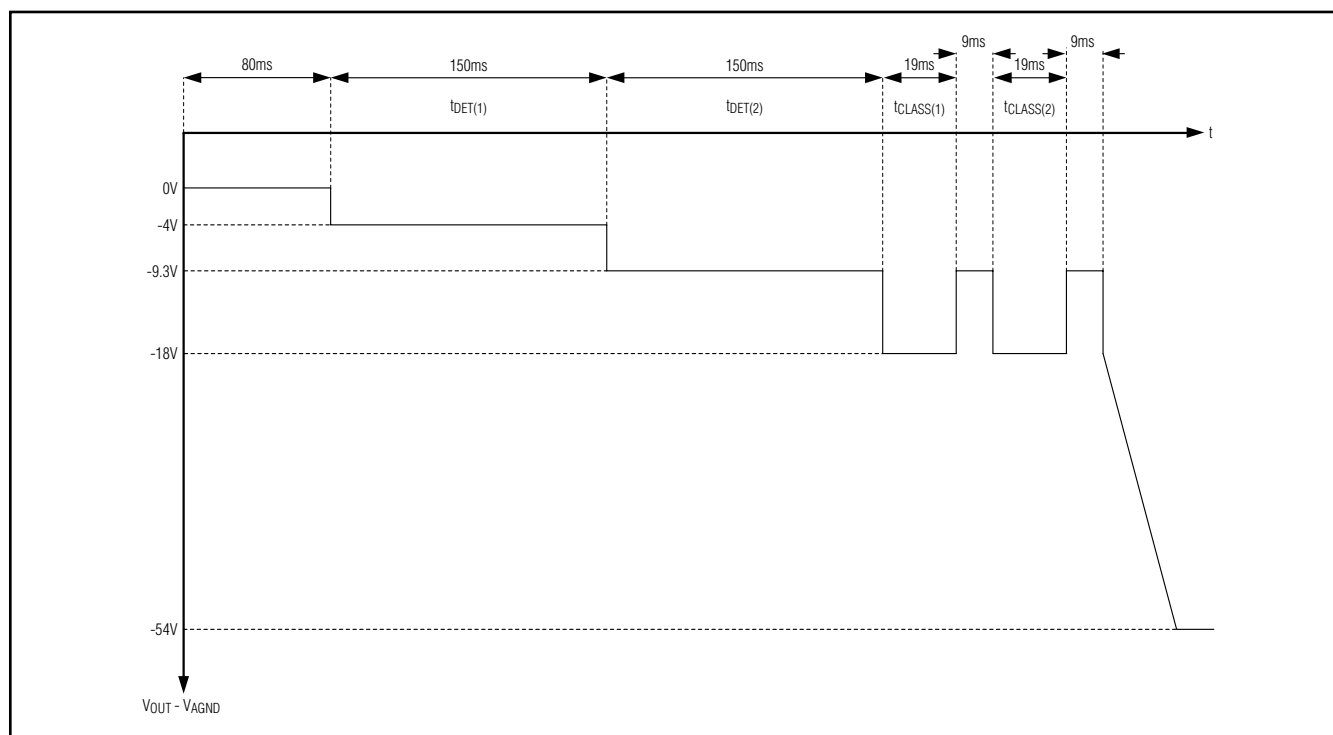 9ms 9ms
80ms 150ms 150ms 19ms 19ms
tDET(1) tDET(2) tCLASS(1) tCLASS(2)
t
0V
-4V
-9.3V
-18V
-54V
VOUT - VAGND